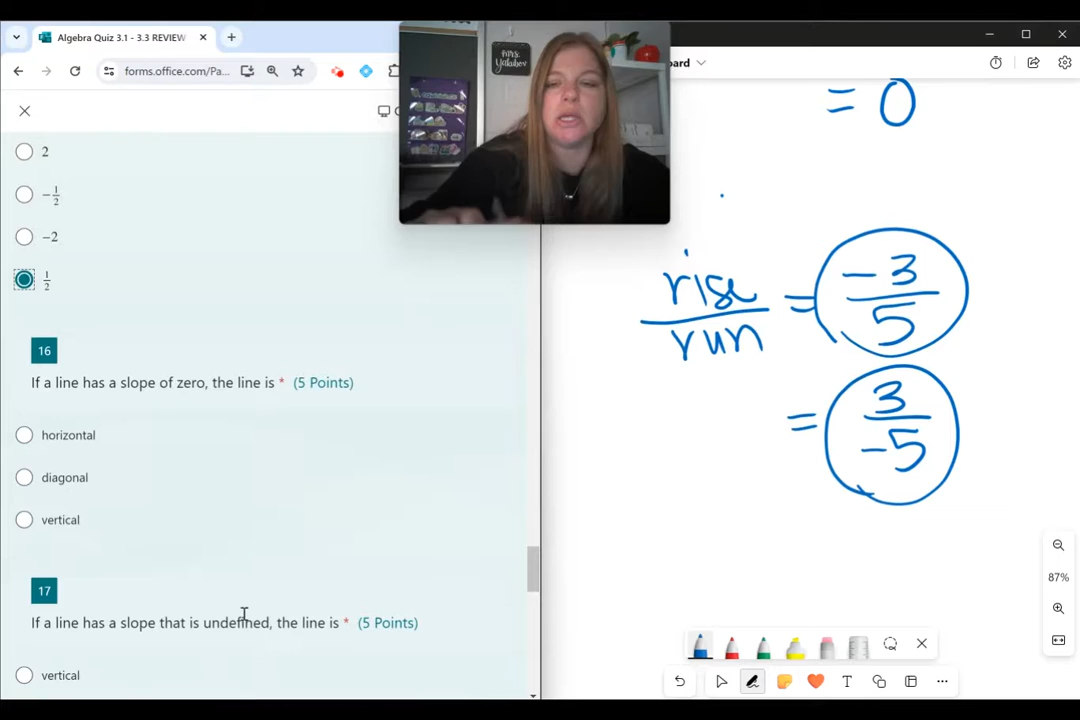 Algebra Quiz 3.1 - 3.3 REVIEW
forms.office.com/Pa...
2
-1/2
-2
1/2
16
If a line has a slope of zero, the line is * (5 Points)
horizontal
diagonal
vertical
17
If a line has a slope that is undefined, the line is * (5 Points)
vertical
Mrs.
Yakubov
ard
= 0
rise/run = -3/5
= 3/-5
87%
T